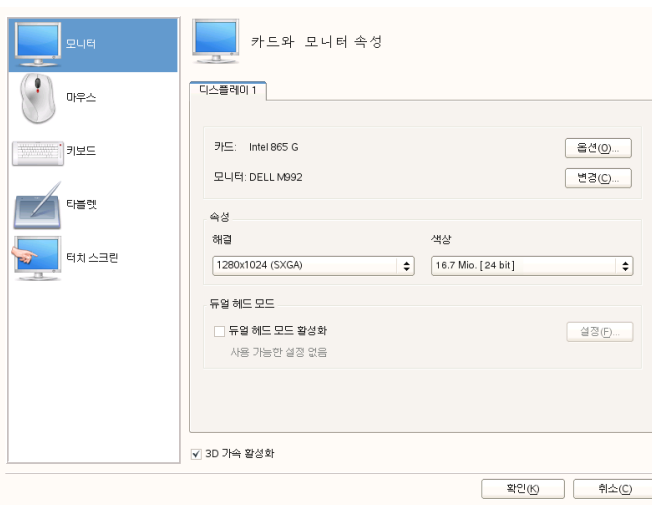 모니터
마우스
키보드
타블렛
터치 스크린
카드와 모니터 속성
디스플레이 1
카드: Intel 865 G
옵션(O)...
모니터: DELL M992
변경(C)...
속성
해결
색상
1280x1024 (SXGA)
16.7 Mio. [ 24 bit ]
듀얼 헤드 모드
듀얼 헤드 모드 활성화
설정(F)...
사용 가능한 설정 없음
3D 가속 활성화
확인(K)
취소(C)